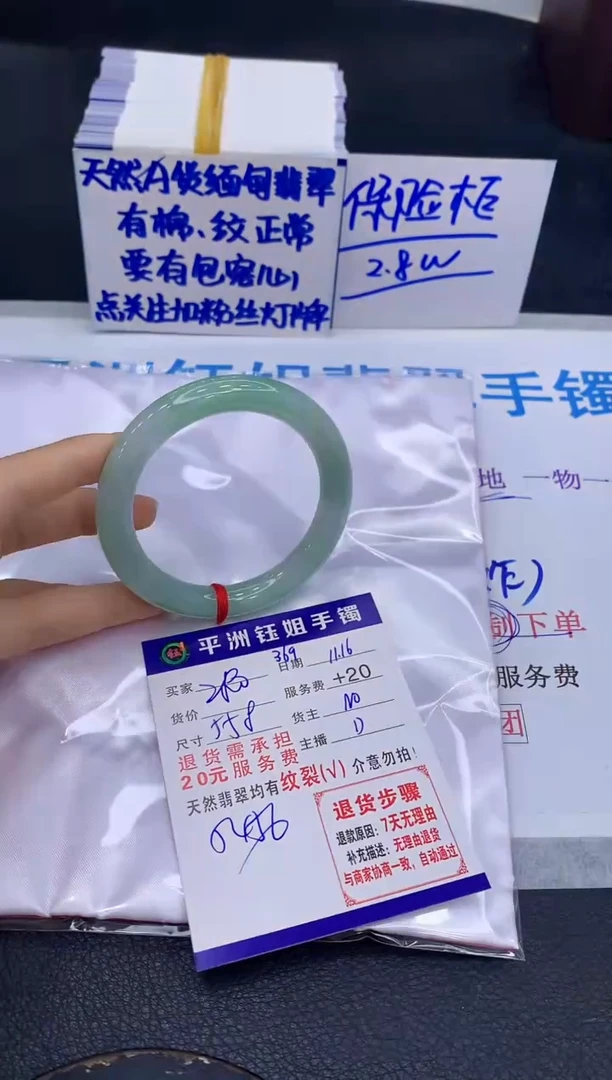 天然A货缅甸翡翠
有棉、纹正常
要有包容心
点关注加粉丝灯牌
保险柜
2.8W
手镯
地 一物一
炸)
下单
服务费
团
平洲钰姐手镯
369
买家 日期 11.16
货价 服务费 +20
尺寸 558 货主 NO
退货需承担 主播 D
20元服务费
天然翡翠均有纹裂(√)介意勿拍!
退货步骤
退款原因:7天无理由
补充描述:无理由退货
与商家协商一致,自动通过